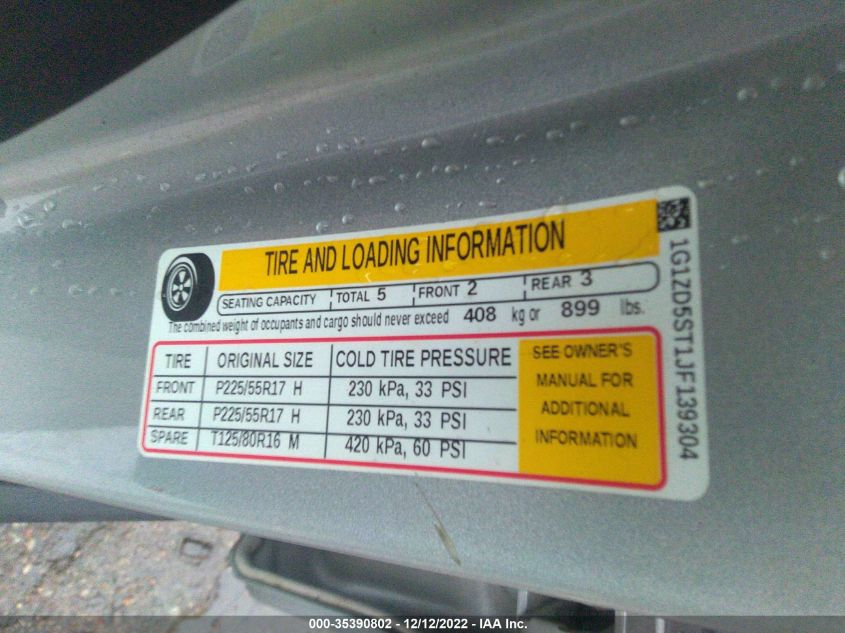 TIRE AND LOADING INFORMATION
SEATING CAPACITY TOTAL 5 FRONT 2 REAR 3
The combined weight of occupants and cargo should never exceed 408 kg or 899 lbs.
TIRE ORIGINAL SIZE COLD TIRE PRESSURE
FRONT P225/55R17 H 230 kPa, 33 PSI
REAR P225/55R17 H 230 kPa, 33 PSI
SPARE T125/80R16 M 420 kPa, 60 PSI
SEE OWNER'S
MANUAL FOR
ADDITIONAL
INFORMATION
1G1ZD5ST1JF139304
000-35390802 - 12/12/2022 - IAA Inc.